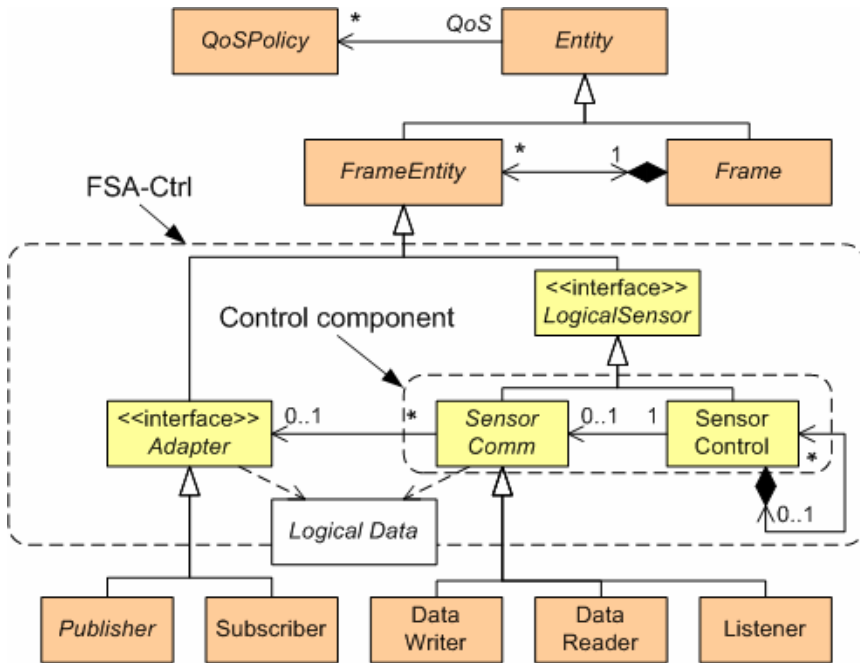 QoSPolicy
*
QoS
Entity
FrameEntity
*
1
Frame
FSA-Ctrl
<<interface>>
LogicalSensor
Control component
<<interface>>
Adapter
0..1
*
Sensor
Comm
0..1
1
Sensor
Control
*
0..1
Logical Data
Publisher
Subscriber
Data
Writer
Data
Reader
Listener